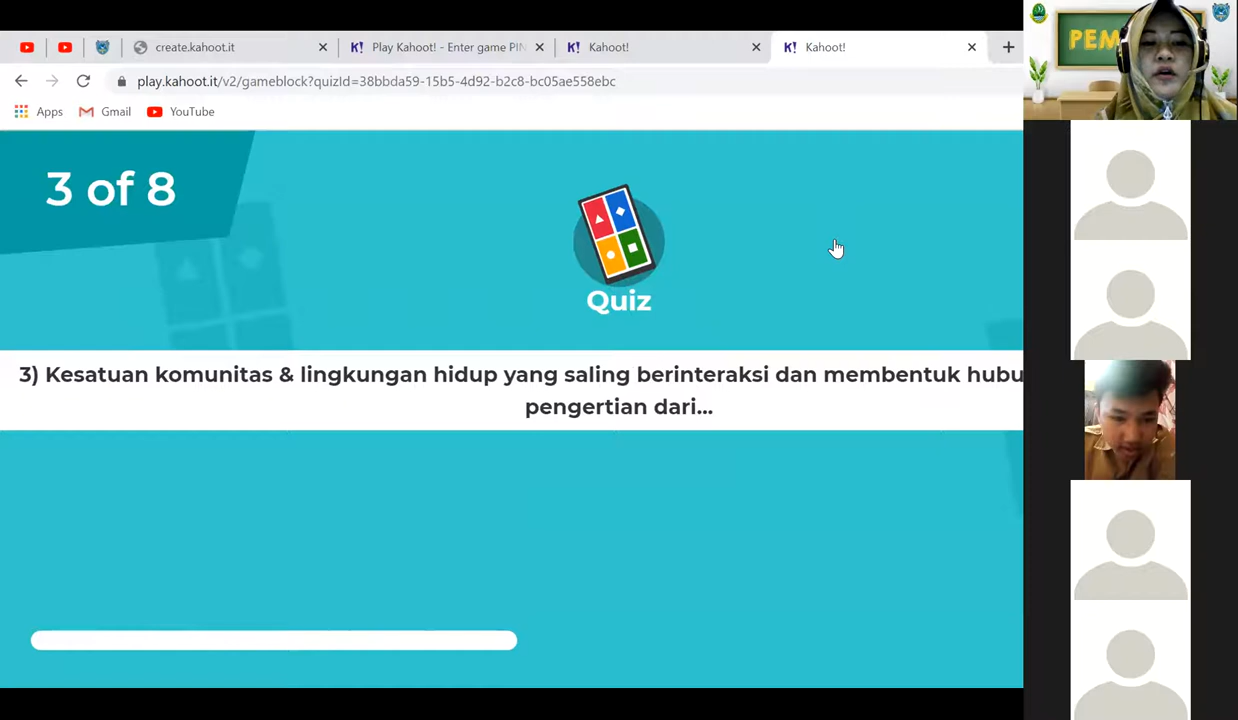 create.kahoot.it
Play Kahoot! - Enter game PIN
Kahoot!
Kahoot!
play.kahoot.it/v2/gameblock?quizId=38bbda59-15b5-4d92-b2c8-bc05ae558ebc
Apps
Gmail
YouTube
PEM
3 of 8
Quiz
3) Kesatuan komunitas & lingkungan hidup yang saling berinteraksi dan membentuk hubu
pengertian dari...